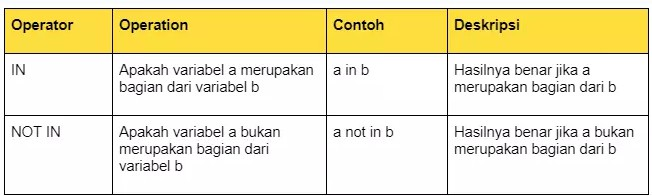 Operator Operation Contoh Deskripsi
IN Apakah variabel a merupakan a in b Hasilnya benar jika a
bagian dari variabel b merupakan bagian dari b
NOT IN Apakah variabel a bukan a not in b Hasilnya benar jika a bukan
merupakan bagian dari merupakan bagian dari b
variabel b